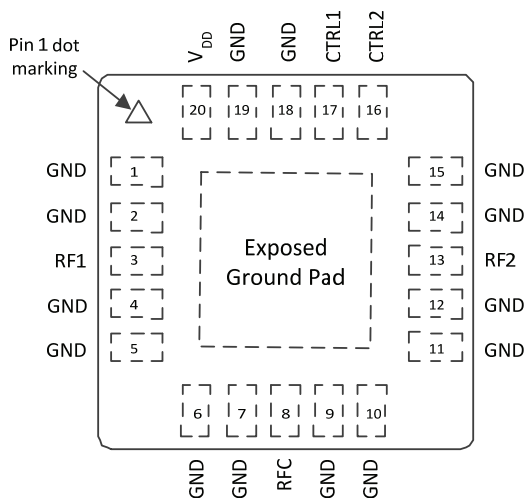 Pin 1 dot
marking
VDD
GND
GND
CTRL1
CTRL2
20
19
18
17
16
GND
1
15
GND
GND
2
14
GND
RF1
3
13
RF2
GND
4
12
GND
GND
5
11
GND
Exposed
Ground Pad
6
7
8
9
10
GND
GND
RFC
GND
GND